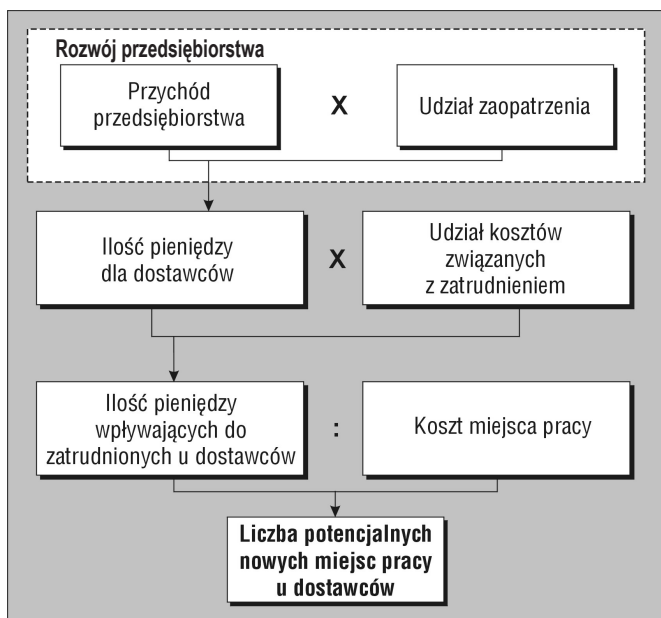 Rozwój przedsiębiorstwa
Przychód
przedsiębiorstwa
X
Udział zaopatrzenia
Ilość pieniędzy
dla dostawców
X
Udział kosztów
związanych
z zatrudnieniem
Ilość pieniędzy
wpływających do
zatrudnionych u dostawców
:
Koszt miejsca pracy
Liczba potencjalnych
nowych miejsc pracy
u dostawców